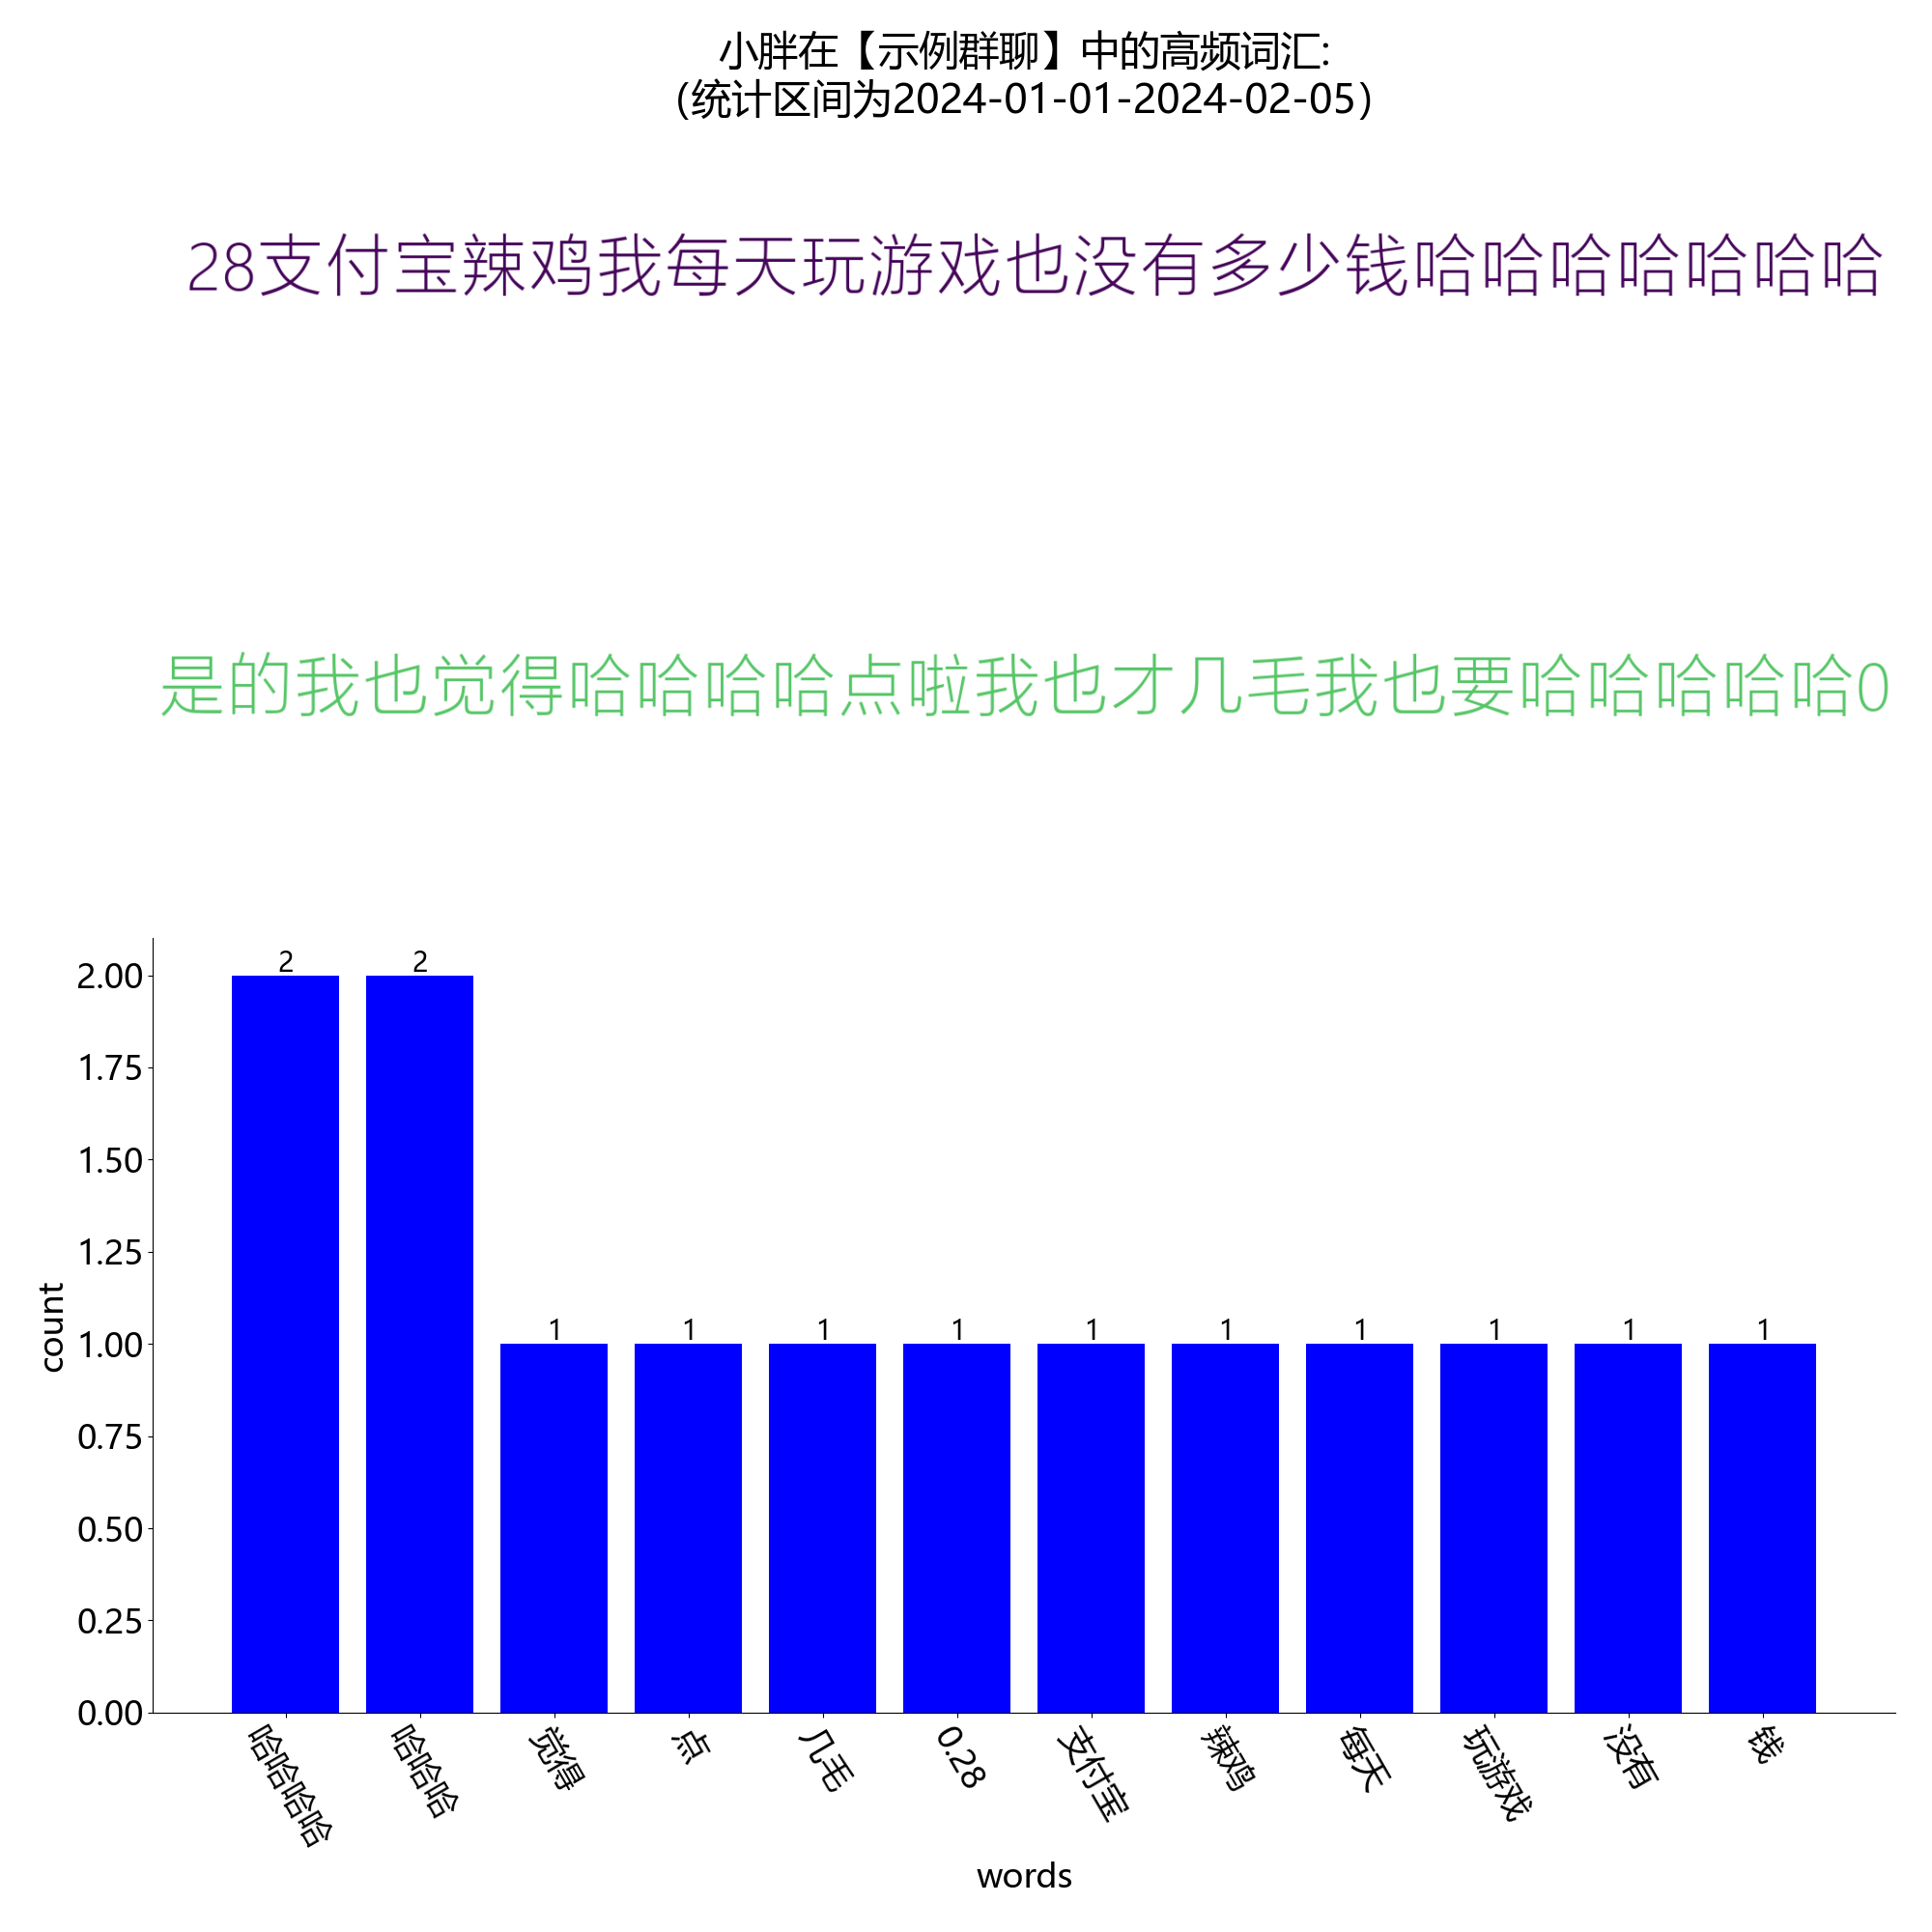 小胖在【示例群聊】中的高频词汇:
（统计区间为2024-01-01-2024-02-05）
28支付宝辣鸡我每天玩游戏也没有多少钱哈哈哈哈哈哈哈
是的我也觉得哈哈哈哈点啦我也才几毛我也要哈哈哈哈哈0
2
2
1
1
1
1
1
1
1
1
1
1
2.00
1.75
1.50
1.25
1.00
0.75
0.50
0.25
0.00
count
哈哈哈哈
哈哈哈
觉得
点
几毛
0.28
支付宝
辣鸡
每天
玩游戏
没有
钱
words